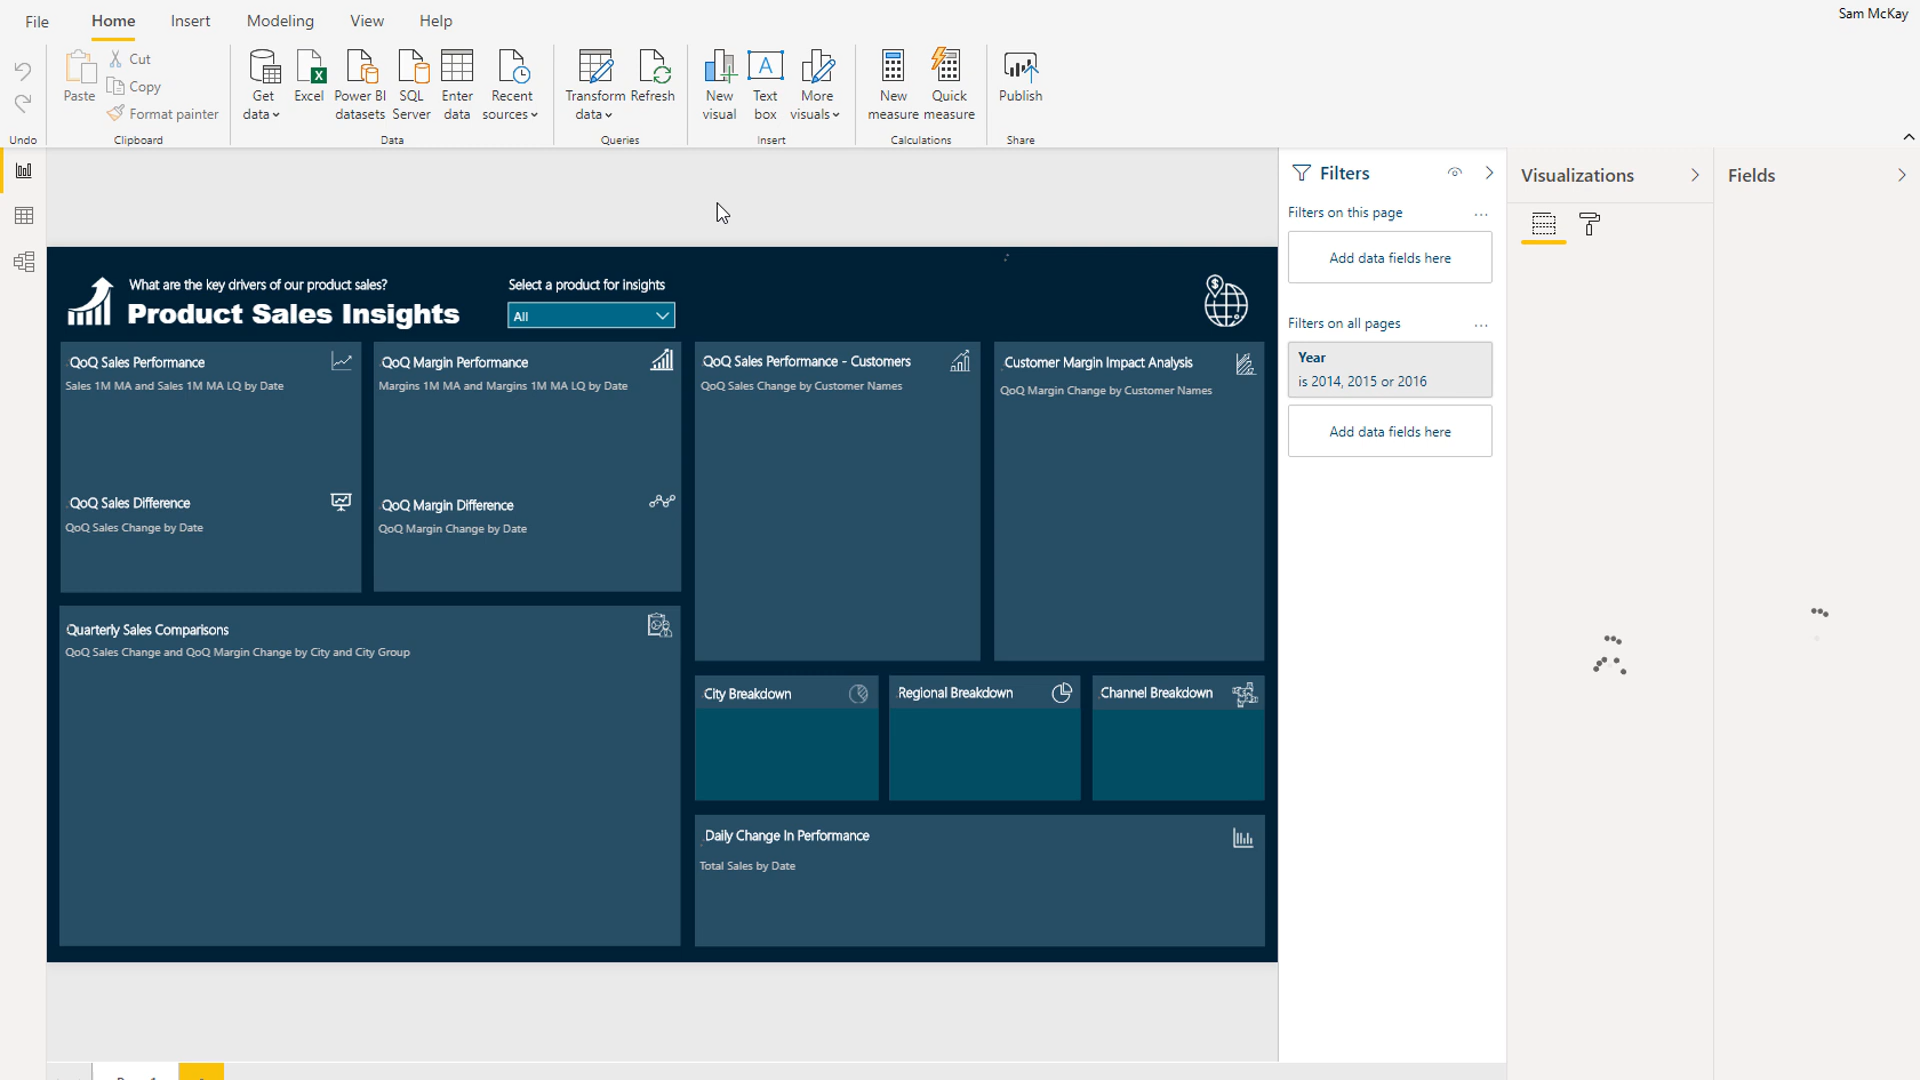 Sam McKay
File Home Insert Modeling View Help
Paste
Cut
Copy
Format painter
Get data
Excel
Power BI datasets
SQL Server
Enter data
Recent sources
Transform data
Refresh
New visual
Text box
More visuals
New measure
Quick measure
Publish
Undo Clipboard Data Queries Insert Calculations Share
What are the key drivers of our product sales?
Product Sales Insights
Select a product for insights
All
QoQ Sales Performance
Sales 1M MA and Sales 1M MA LQ by Date
QoQ Margin Performance
Margins 1M MA and Margins 1M MA LQ by Date
QoQ Sales Performance - Customers
QoQ Sales Change by Customer Names
Customer Margin Impact Analysis
QoQ Margin Change by Customer Names
QoQ Sales Difference
QoQ Sales Change by Date
QoQ Margin Difference
QoQ Margin Change by Date
Quarterly Sales Comparisons
QoQ Sales Change and QoQ Margin Change by City and City Group
City Breakdown
Regional Breakdown
Channel Breakdown
Daily Change In Performance
Total Sales by Date
Filters
Filters on this page
...
Add data fields here
Filters on all pages
...
Year
is 2014, 2015 or 2016
Add data fields here
Visualizations
Fields